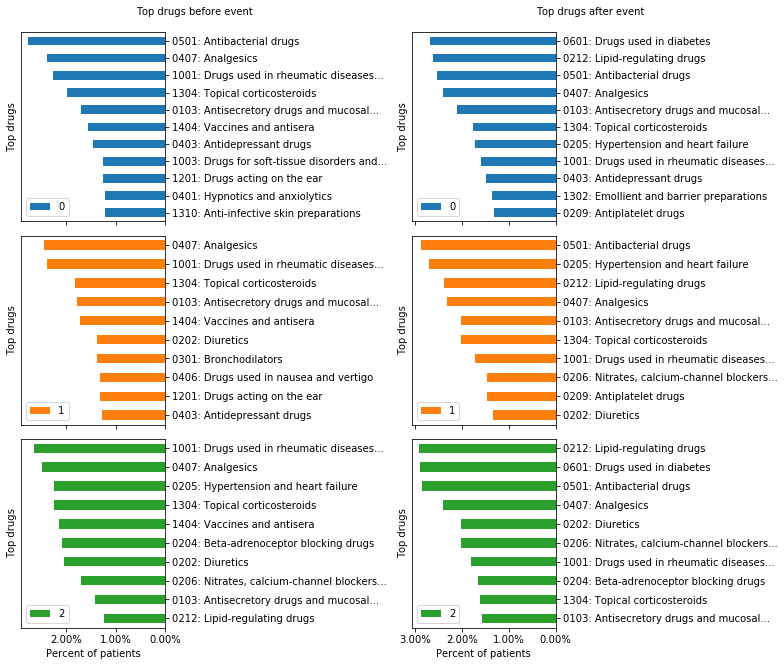 Top drugs before event
Top drugs
0501: Antibacterial drugs
0407: Analgesics
1001: Drugs used in rheumatic diseases...
1304: Topical corticosteroids
0103: Antisecretory drugs and mucosal...
1404: Vaccines and antisera
0403: Antidepressant drugs
1003: Drugs for soft-tissue disorders and...
1201: Drugs acting on the ear
0401: Hypnotics and anxiolytics
1310: Anti-infective skin preparations
0
Top drugs
0407: Analgesics
1001: Drugs used in rheumatic diseases...
1304: Topical corticosteroids
0103: Antisecretory drugs and mucosal...
1404: Vaccines and antisera
0202: Diuretics
0301: Bronchodilators
0406: Drugs used in nausea and vertigo
1201: Drugs acting on the ear
0403: Antidepressant drugs
1
Top drugs
1001: Drugs used in rheumatic diseases...
0407: Analgesics
0205: Hypertension and heart failure
1304: Topical corticosteroids
1404: Vaccines and antisera
0204: Beta-adrenoceptor blocking drugs
0202: Diuretics
0206: Nitrates, calcium-channel blockers...
0103: Antisecretory drugs and mucosal...
0212: Lipid-regulating drugs
2
2.00% 1.00% 0.00%
Percent of patients
Top drugs after event
Top drugs
0601: Drugs used in diabetes
0212: Lipid-regulating drugs
0501: Antibacterial drugs
0407: Analgesics
0103: Antisecretory drugs and mucosal...
1304: Topical corticosteroids
0205: Hypertension and heart failure
1001: Drugs used in rheumatic diseases...
0403: Antidepressant drugs
1302: Emollient and barrier preparations
0209: Antiplatelet drugs
0
Top drugs
0501: Antibacterial drugs
0205: Hypertension and heart failure
0212: Lipid-regulating drugs
0407: Analgesics
0103: Antisecretory drugs and mucosal...
1304: Topical corticosteroids
1001: Drugs used in rheumatic diseases...
0206: Nitrates, calcium-channel blockers...
0209: Antiplatelet drugs
0202: Diuretics
1
Top drugs
0212: Lipid-regulating drugs
0601: Drugs used in diabetes
0501: Antibacterial drugs
0407: Analgesics
0202: Diuretics
0206: Nitrates, calcium-channel blockers...
1001: Drugs used in rheumatic diseases...
0204: Beta-adrenoceptor blocking drugs
1304: Topical corticosteroids
0103: Antisecretory drugs and mucosal...
2
3.00% 2.00% 1.00% 0.00%
Percent of patients